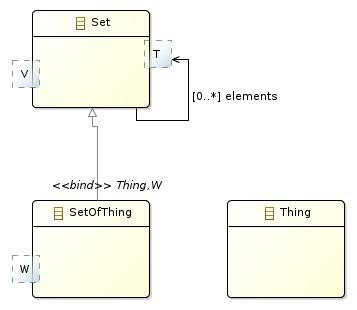 Set
T
V
[0..*] elements
<<bind>> Thing,W
SetOfThing
Thing
W